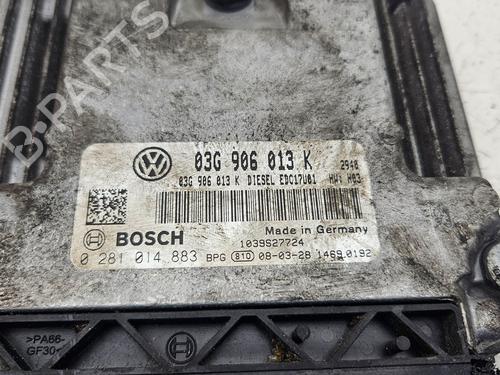 B-PARTS
03G 906 013 K 2940
03G 906 013 K DIESEL EDC17U01 HW: H03
Made in Germany
BOSCH 1039S27724
0 281 014 883 BPG 810 08-03-28 1469 0192
>PA66-
GF30<